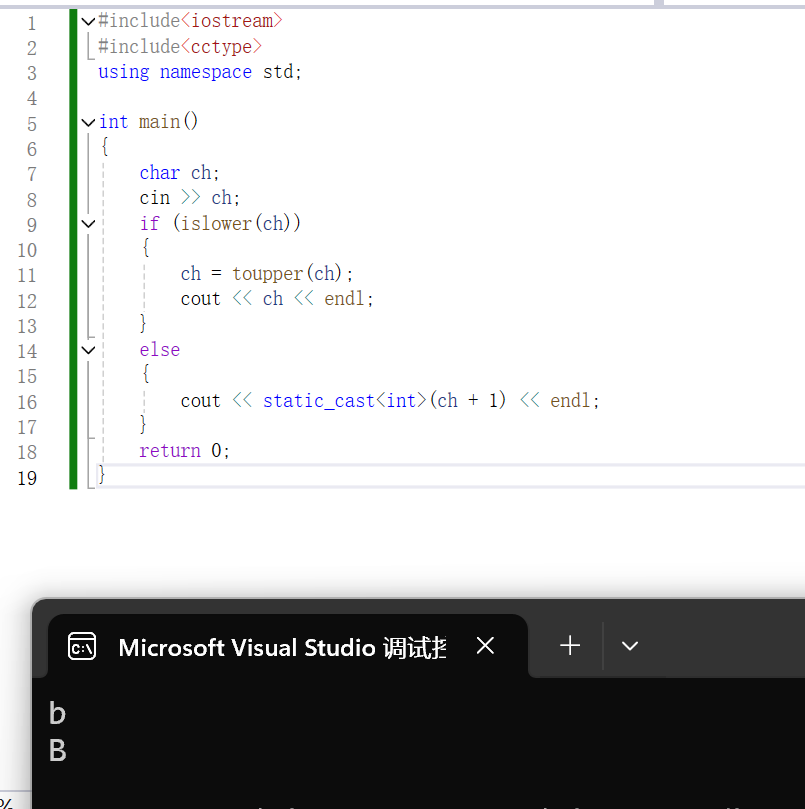 1 #include<iostream>
2 #include<cctype>
3 using namespace std;
4
5 int main()
6 {
7 char ch;
8 cin >> ch;
9 if (islower(ch))
10 {
11 ch = toupper(ch);
12 cout << ch << endl;
13 }
14 else
15 {
16 cout << static_cast<int>(ch + 1) << endl;
17 }
18 return 0;
19 }
Microsoft Visual Studio 调试
b
B
%